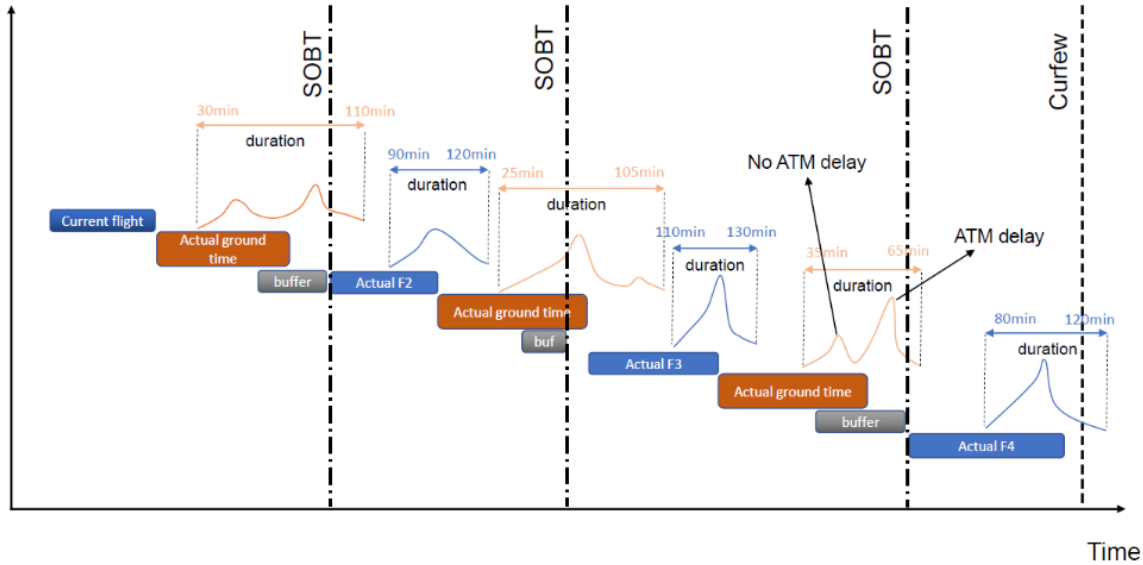 SOBT
SOBT
SOBT
Curfew
30min
110min
duration
90min
120min
duration
25min
105min
duration
No ATM delay
ATM delay
110min
130min
duration
35min
65min
duration
80min
120min
duration
Current flight
Actual ground
time
buffer
Actual F2
Actual ground time
buf
Actual F3
Actual ground time
buffer
Actual F4
Time